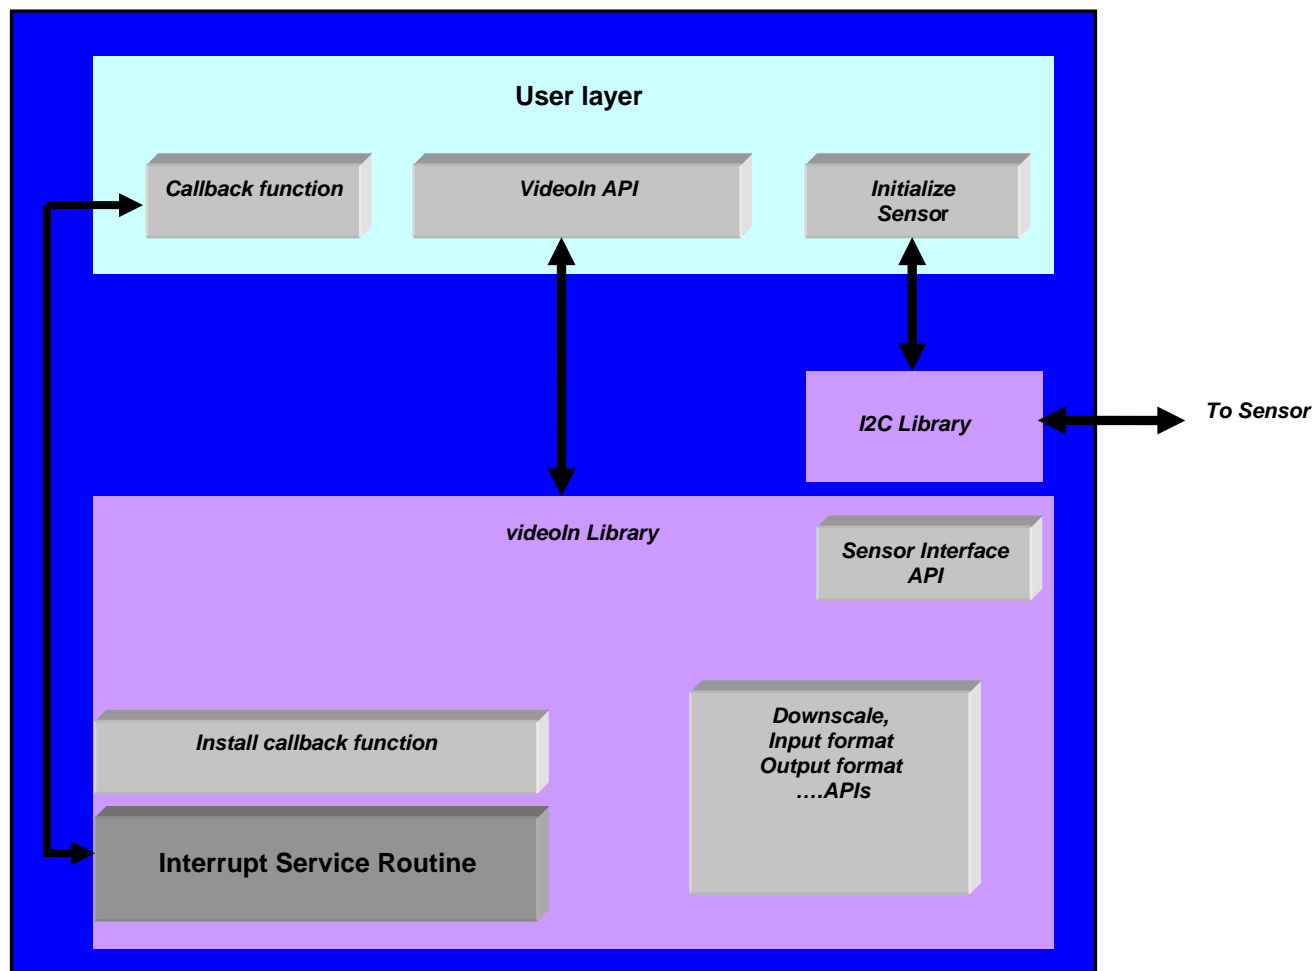 User layer
Callback function
VideoIn API
Initialize
Sensor
I2C Library
To Sensor
videoIn Library
Sensor Interface
API
Install callback function
Downscale,
Input format
Output format
....APIs
Interrupt Service Routine